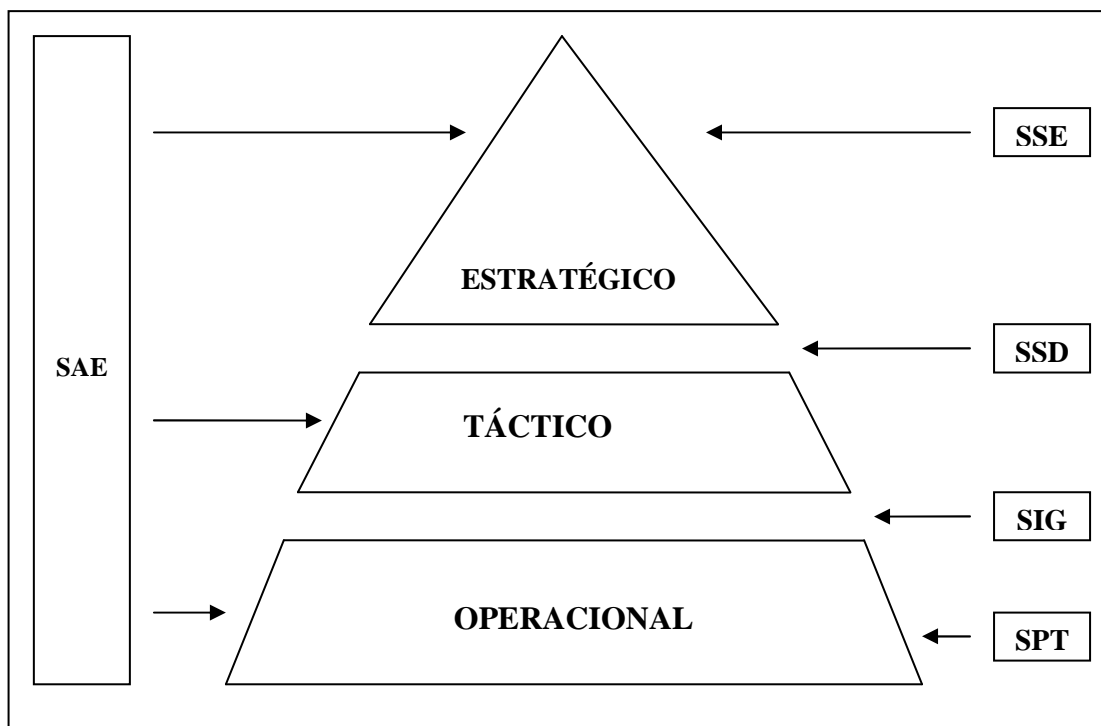 SSE
ESTRATÉGICO
SSD
SAE
TÁCTICO
SIG
OPERACIONAL
SPT